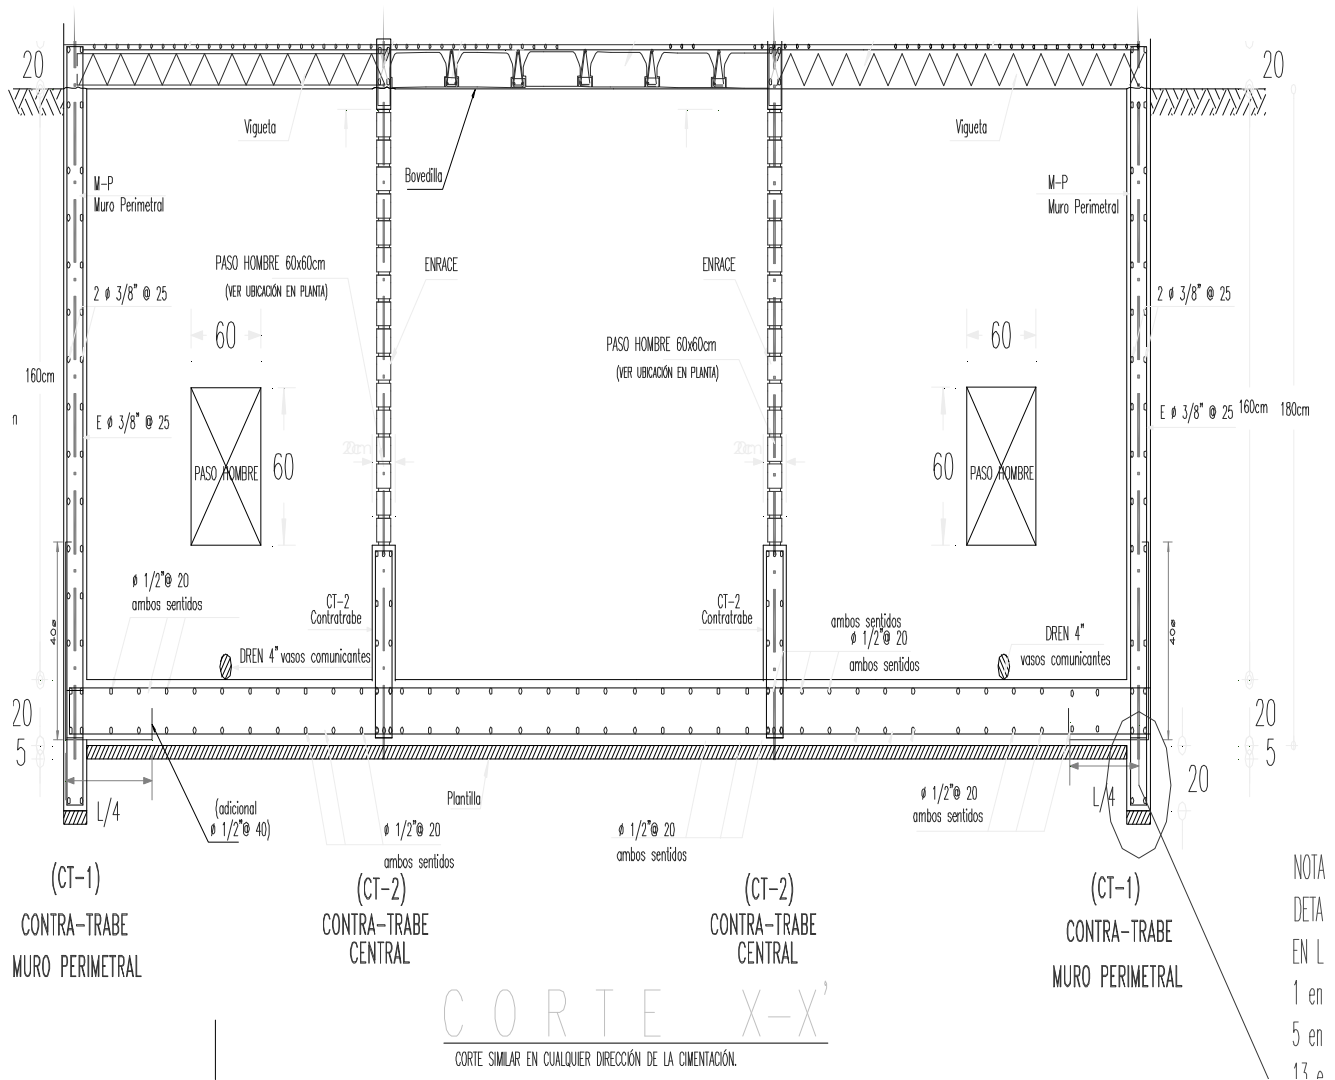 20
20
Vigueta
Vigueta
Bovedilla
M-P
Muro Perimetral
M-P
Muro Perimetral
PASO HOMBRE 60x60cm
(VER UBICACIÓN EN PLANTA)
ENRACE
ENRACE
2 ø 3/8" @ 25
2 ø 3/8" @ 25
60
60
PASO HOMBRE 60x60cm
(VER UBICACIÓN EN PLANTA)
160cm
n
E ø 3/8" @ 25
E ø 3/8" @ 25
160cm
180cm
PASO HOMBRE
60
60
PASO HOMBRE
ø 1/2"@ 20
ambos sentidos
CT-2
Contratrabe
CT-2
Contratrabe
ambos sentidos
ø 1/2"@ 20
ambos sentidos
40ø
40ø
DREN 4" vasos comunicantes
DREN 4"
vasos comunicantes
20
5
20
5
20
L/4
L/4
(adicional
ø 1/2"@ 40)
Plantilla
ø 1/2"@ 20
ambos sentidos
ø 1/2"@ 20
ambos sentidos
ø 1/2"@ 20
ambos sentidos
(CT-1)
CONTRA-TRABE
MURO PERIMETRAL
(CT-2)
CONTRA-TRABE
CENTRAL
(CT-2)
CONTRA-TRABE
CENTRAL
(CT-1)
CONTRA-TRABE
MURO PERIMETRAL
NOTA
DETA
EN L
1 en
5 en
13 e
CORTE X-X'
CORTE SIMILAR EN CUALQUIER DIRECCIÓN DE LA CIMENTACIÓN.